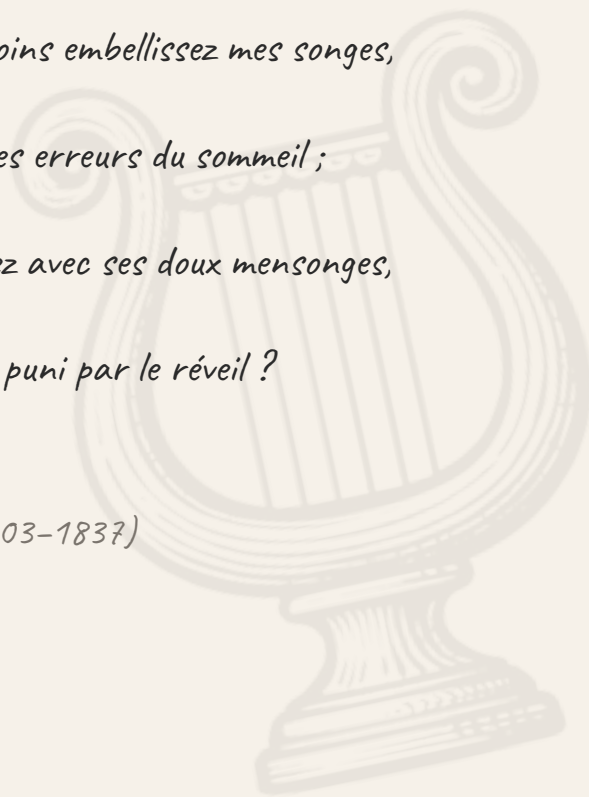 oins embellissez mes songes,
es erreurs du sommeil ;
z avec ses doux mensonges,
puni par le réveil ?
03–1837)